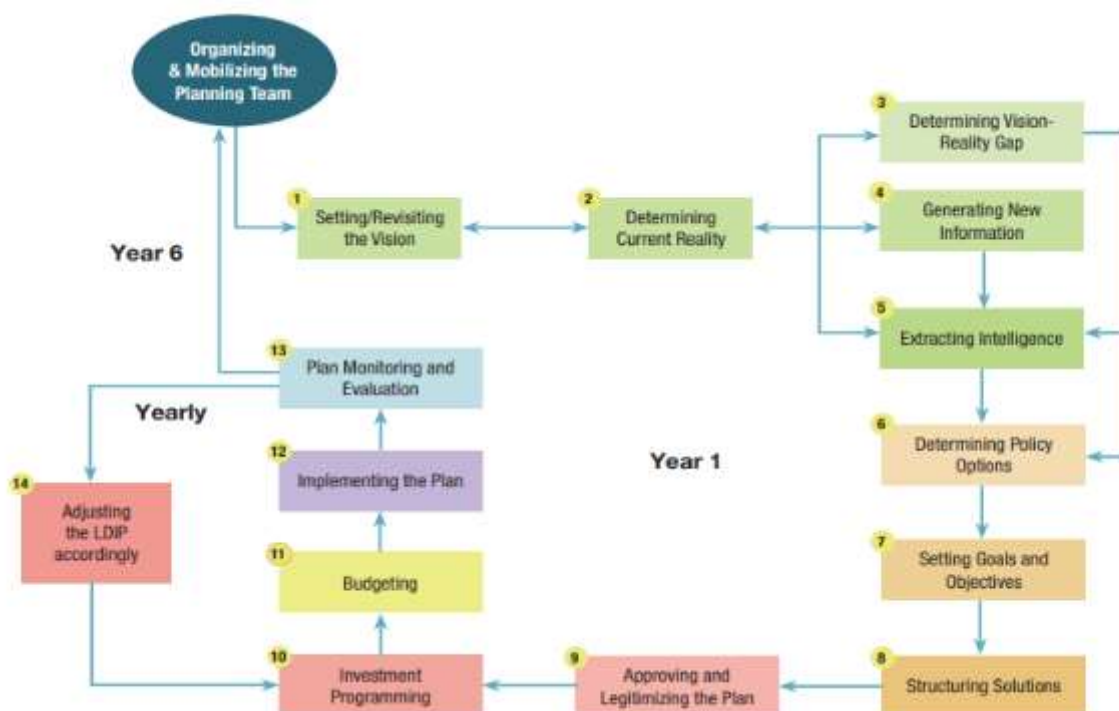 Organizing
& Mobilizing the
Planning Team
1
Setting/Revisiting
the Vision
2
Determining
Current Reality
3
Determining Vision-
Reality Gap
4
Generating New
Information
5
Extracting Intelligence
6
Determining Policy
Options
7
Setting Goals and
Objectives
8
Structuring Solutions
9
Approving and
Legitimizing the Plan
10
Investment
Programming
11
Budgeting
12
Implementing the Plan
13
Plan Monitoring and
Evaluation
14
Adjusting
the LDIP
accordingly
Year 6
Yearly
Year 1